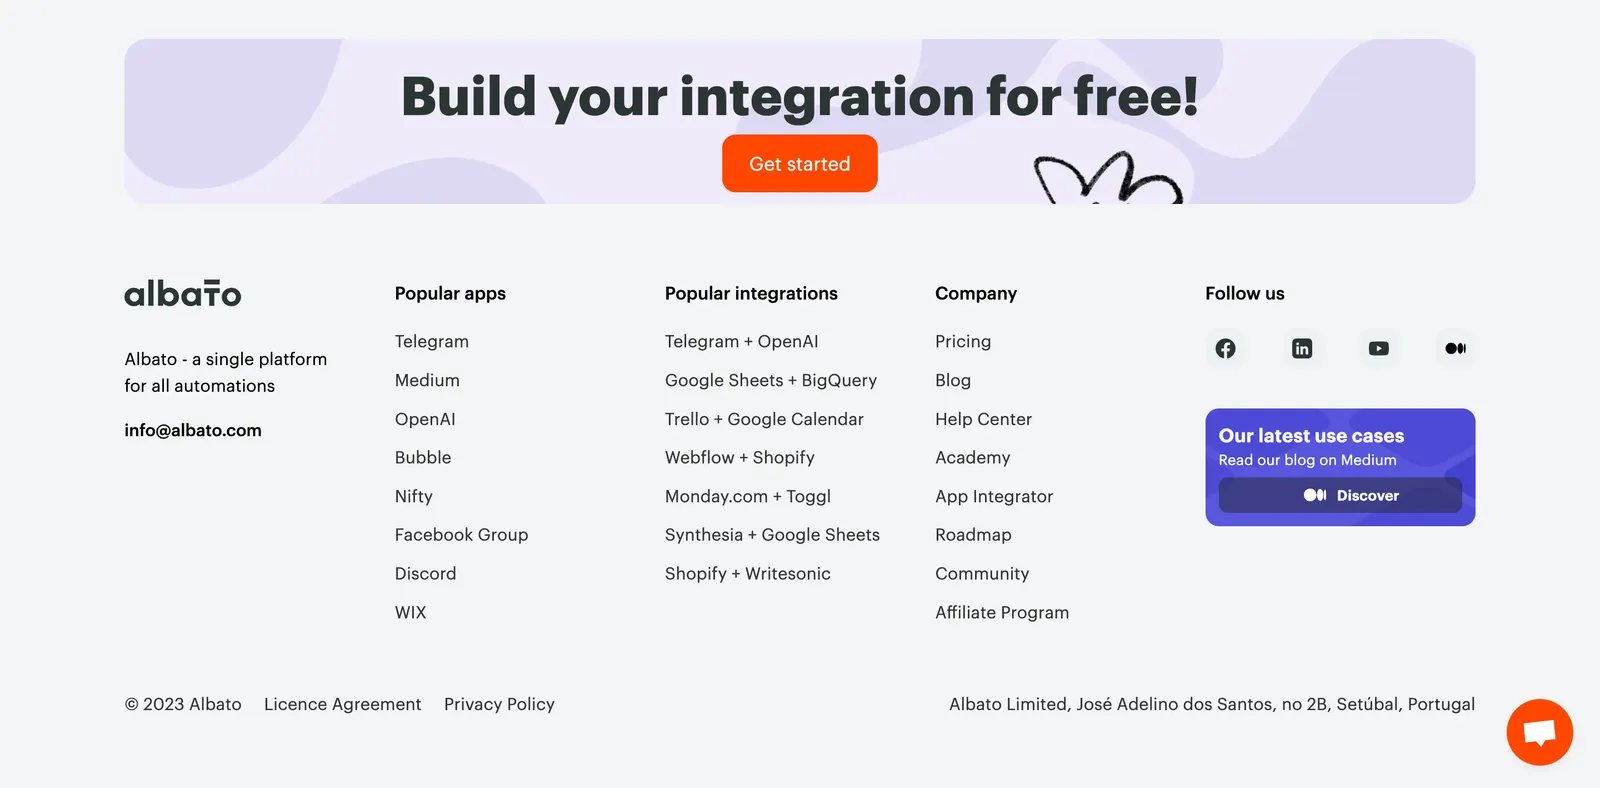 Build your integration for free!
Get started
albato
Albato - a single platform
for all automations
info@albato.com
Popular apps
Telegram
Medium
OpenAI
Bubble
Nifty
Facebook Group
Discord
WIX
Popular integrations
Telegram + OpenAI
Google Sheets + BigQuery
Trello + Google Calendar
Webflow + Shopify
Monday.com + Toggl
Synthesia + Google Sheets
Shopify + Writesonic
Company
Pricing
Blog
Help Center
Academy
App Integrator
Roadmap
Community
Affiliate Program
Follow us
in
Our latest use cases
Read our blog on Medium
Discover
© 2023 Albato Licence Agreement Privacy Policy
Albato Limited, José Adelino dos Santos, no 2B, Setúbal, Portugal